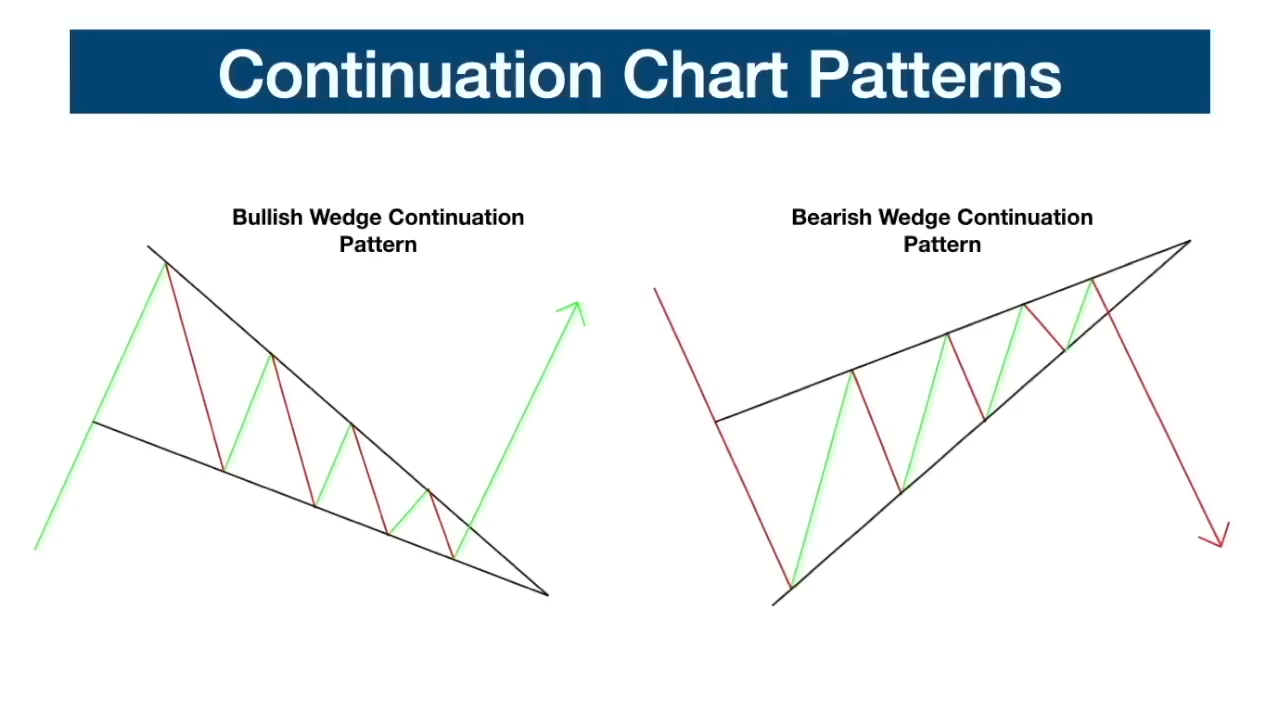 Continuation Chart Patterns
Bullish Wedge Continuation
Pattern
Bearish Wedge Continuation
Pattern